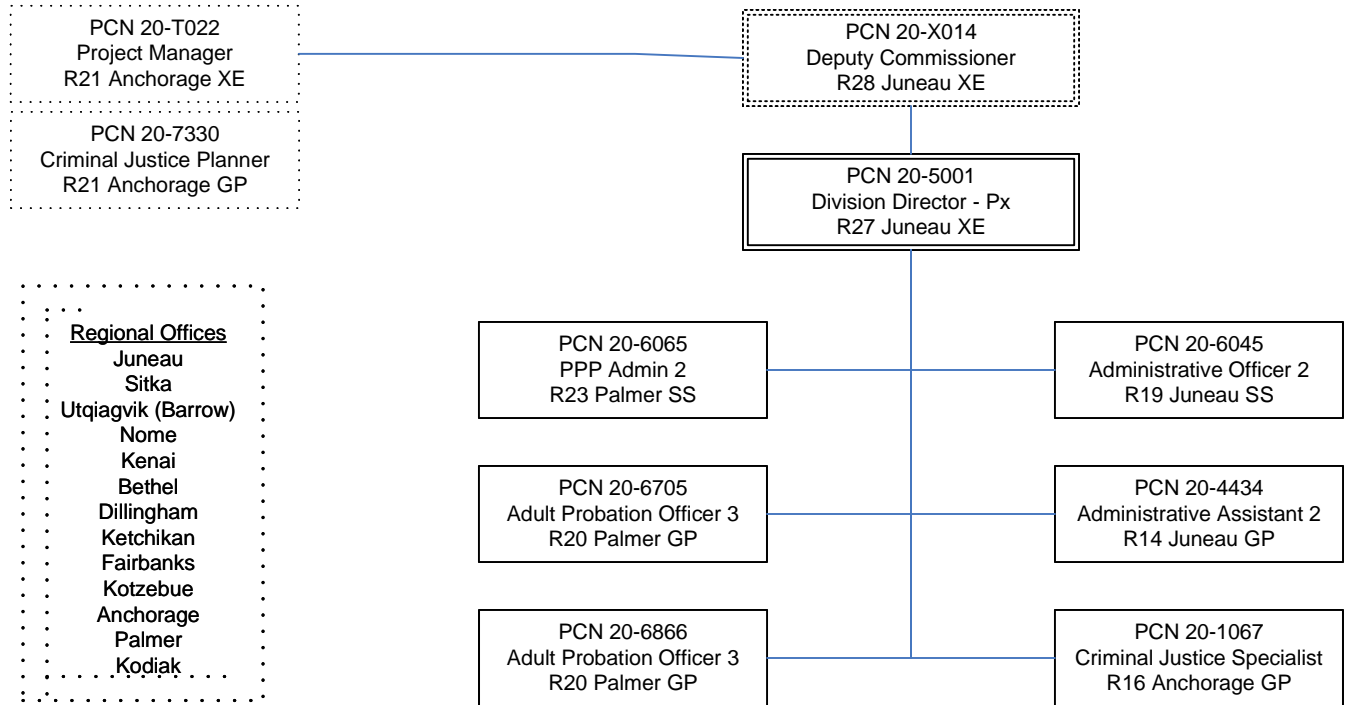 PCN 20-T022
Project Manager
R21 Anchorage XE
PCN 20-7330
Criminal Justice Planner
R21 Anchorage GP
PCN 20-X014
Deputy Commissioner
R28 Juneau XE
PCN 20-5001
Division Director - Px
R27 Juneau XE
Regional Offices
Juneau
Sitka
Utqiagvik (Barrow)
Nome
Kenai
Bethel
Dillingham
Ketchikan
Fairbanks
Kotzebue
Anchorage
Palmer
Kodiak
PCN 20-6065
PPP Admin 2
R23 Palmer SS
PCN 20-6045
Administrative Officer 2
R19 Juneau SS
PCN 20-6705
Adult Probation Officer 3
R20 Palmer GP
PCN 20-4434
Administrative Assistant 2
R14 Juneau GP
PCN 20-6866
Adult Probation Officer 3
R20 Palmer GP
PCN 20-1067
Criminal Justice Specialist
R16 Anchorage GP